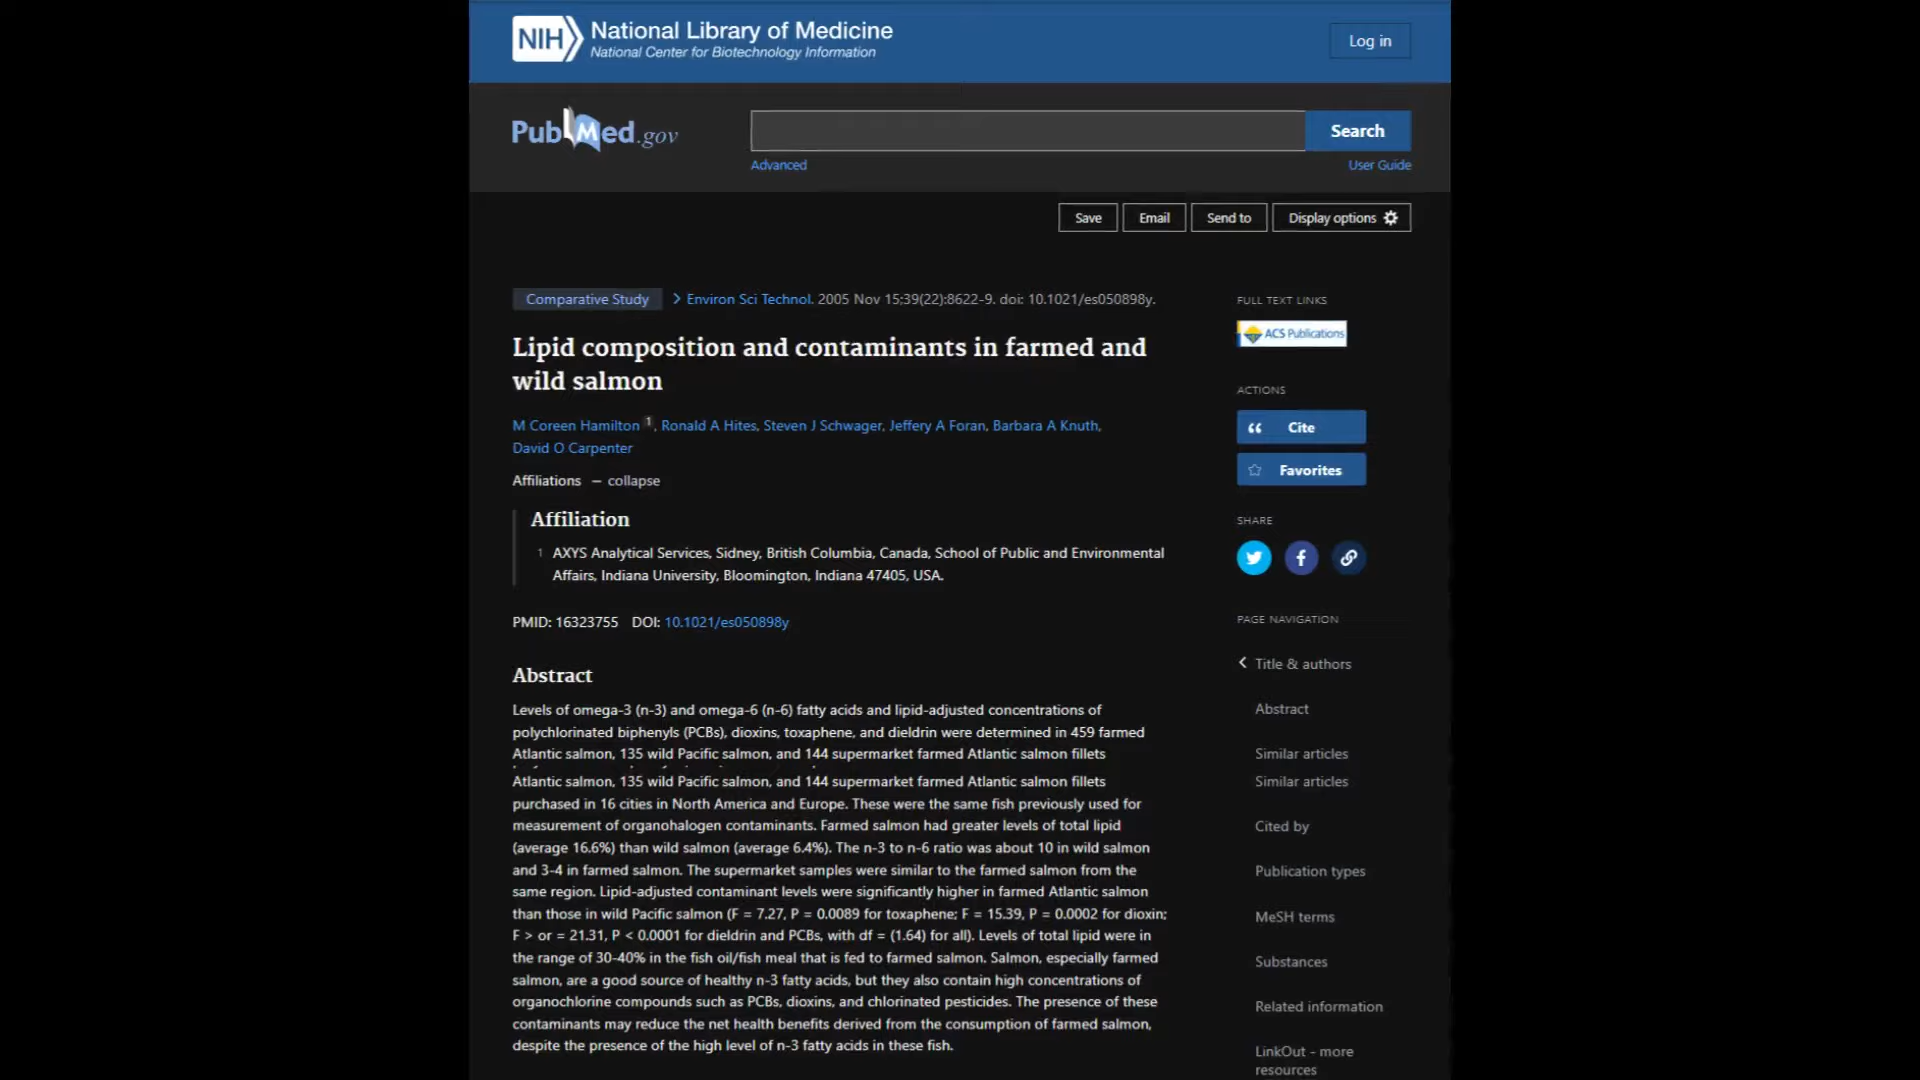 NIH National Library of Medicine
National Center for Biotechnology Information
Log in
PubMed.gov
Search
Advanced
User Guide
Save
Email
Send to
Display options
Comparative Study
Environ Sci Technol. 2005 Nov 15;39(22):8622-9. doi: 10.1021/es050898y.
Lipid composition and contaminants in farmed and
wild salmon
M Coreen Hamilton 1, Ronald A Hites, Steven J Schwager, Jeffery A Foran, Barbara A Knuth,
David O Carpenter
Affiliations – collapse
Affiliation
1 AXYS Analytical Services, Sidney, British Columbia, Canada, School of Public and Environmental
Affairs, Indiana University, Bloomington, Indiana 47405, USA.
PMID: 16323755 DOI: 10.1021/es050898y
Abstract
Levels of omega-3 (n-3) and omega-6 (n-6) fatty acids and lipid-adjusted concentrations of
polychlorinated biphenyls (PCBs), dioxins, toxaphene, and dieldrin were determined in 459 farmed
Atlantic salmon, 135 wild Pacific salmon, and 144 supermarket farmed Atlantic salmon fillets
Atlantic salmon, 135 wild Pacific salmon, and 144 supermarket farmed Atlantic salmon fillets
purchased in 16 cities in North America and Europe. These were the same fish previously used for
measurement of organohalogen contaminants. Farmed salmon had greater levels of total lipid
(average 16.6%) than wild salmon (average 6.4%). The n-3 to n-6 ratio was about 10 in wild salmon
and 3-4 in farmed salmon. The supermarket samples were similar to the farmed salmon from the
same region. Lipid-adjusted contaminant levels were significantly higher in farmed Atlantic salmon
than those in wild Pacific salmon (F = 7.27, P = 0.0089 for toxaphene; F = 15.39, P = 0.0002 for dioxin;
F > or = 21.31, P < 0.0001 for dieldrin and PCBs, with df = (1.64) for all). Levels of total lipid were in
the range of 30-40% in the fish oil/fish meal that is fed to farmed salmon. Salmon, especially farmed
salmon, are a good source of healthy n-3 fatty acids, but they also contain high concentrations of
organochlorine compounds such as PCBs, dioxins, and chlorinated pesticides. The presence of these
contaminants may reduce the net health benefits derived from the consumption of farmed salmon,
despite the presence of the high level of n-3 fatty acids in these fish.
FULL TEXT LINKS
ACS Publications
ACTIONS
Cite
Favorites
SHARE
PAGE NAVIGATION
Title & authors
Abstract
Similar articles
Similar articles
Cited by
Publication types
MeSH terms
Substances
Related information
LinkOut - more
resources